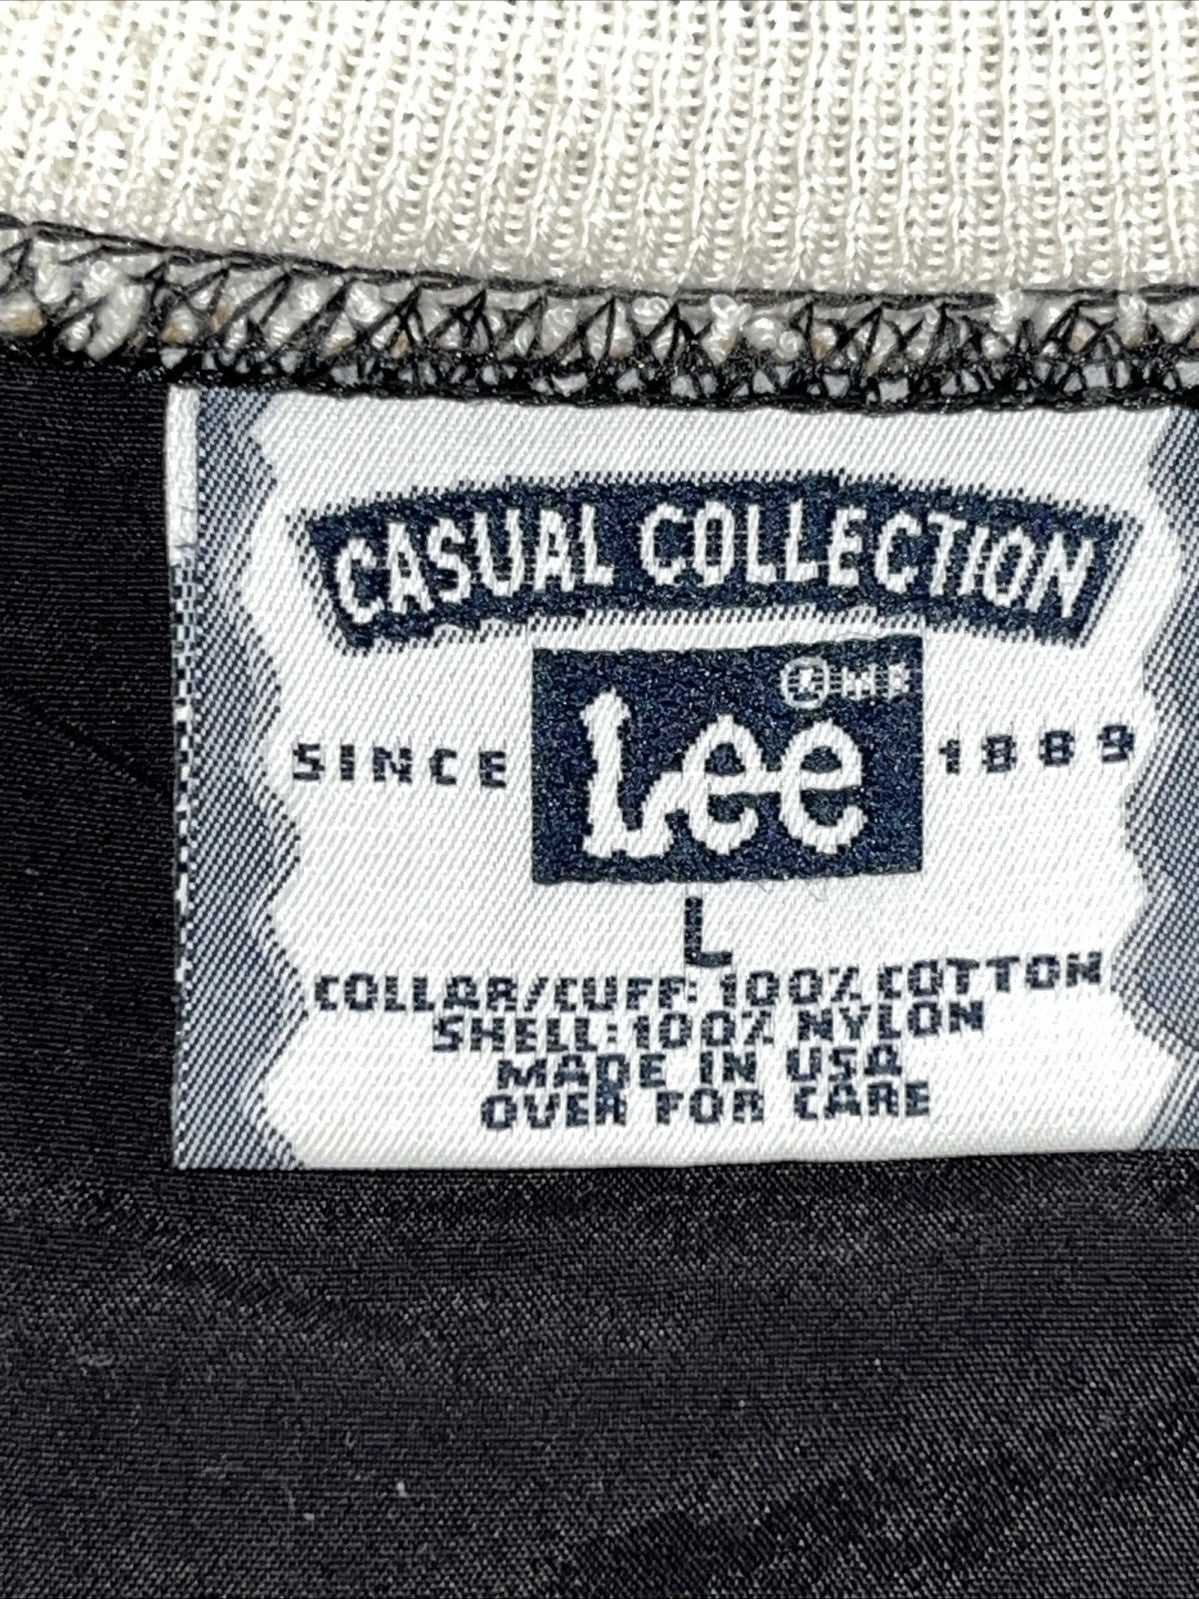 CASUAL COLLECTION
SINCE Lee 1889
L
COLLAR/CUFF: 100% COTTON
SHELL: 100% NYLON
MADE IN USA
OVER FOR CARE